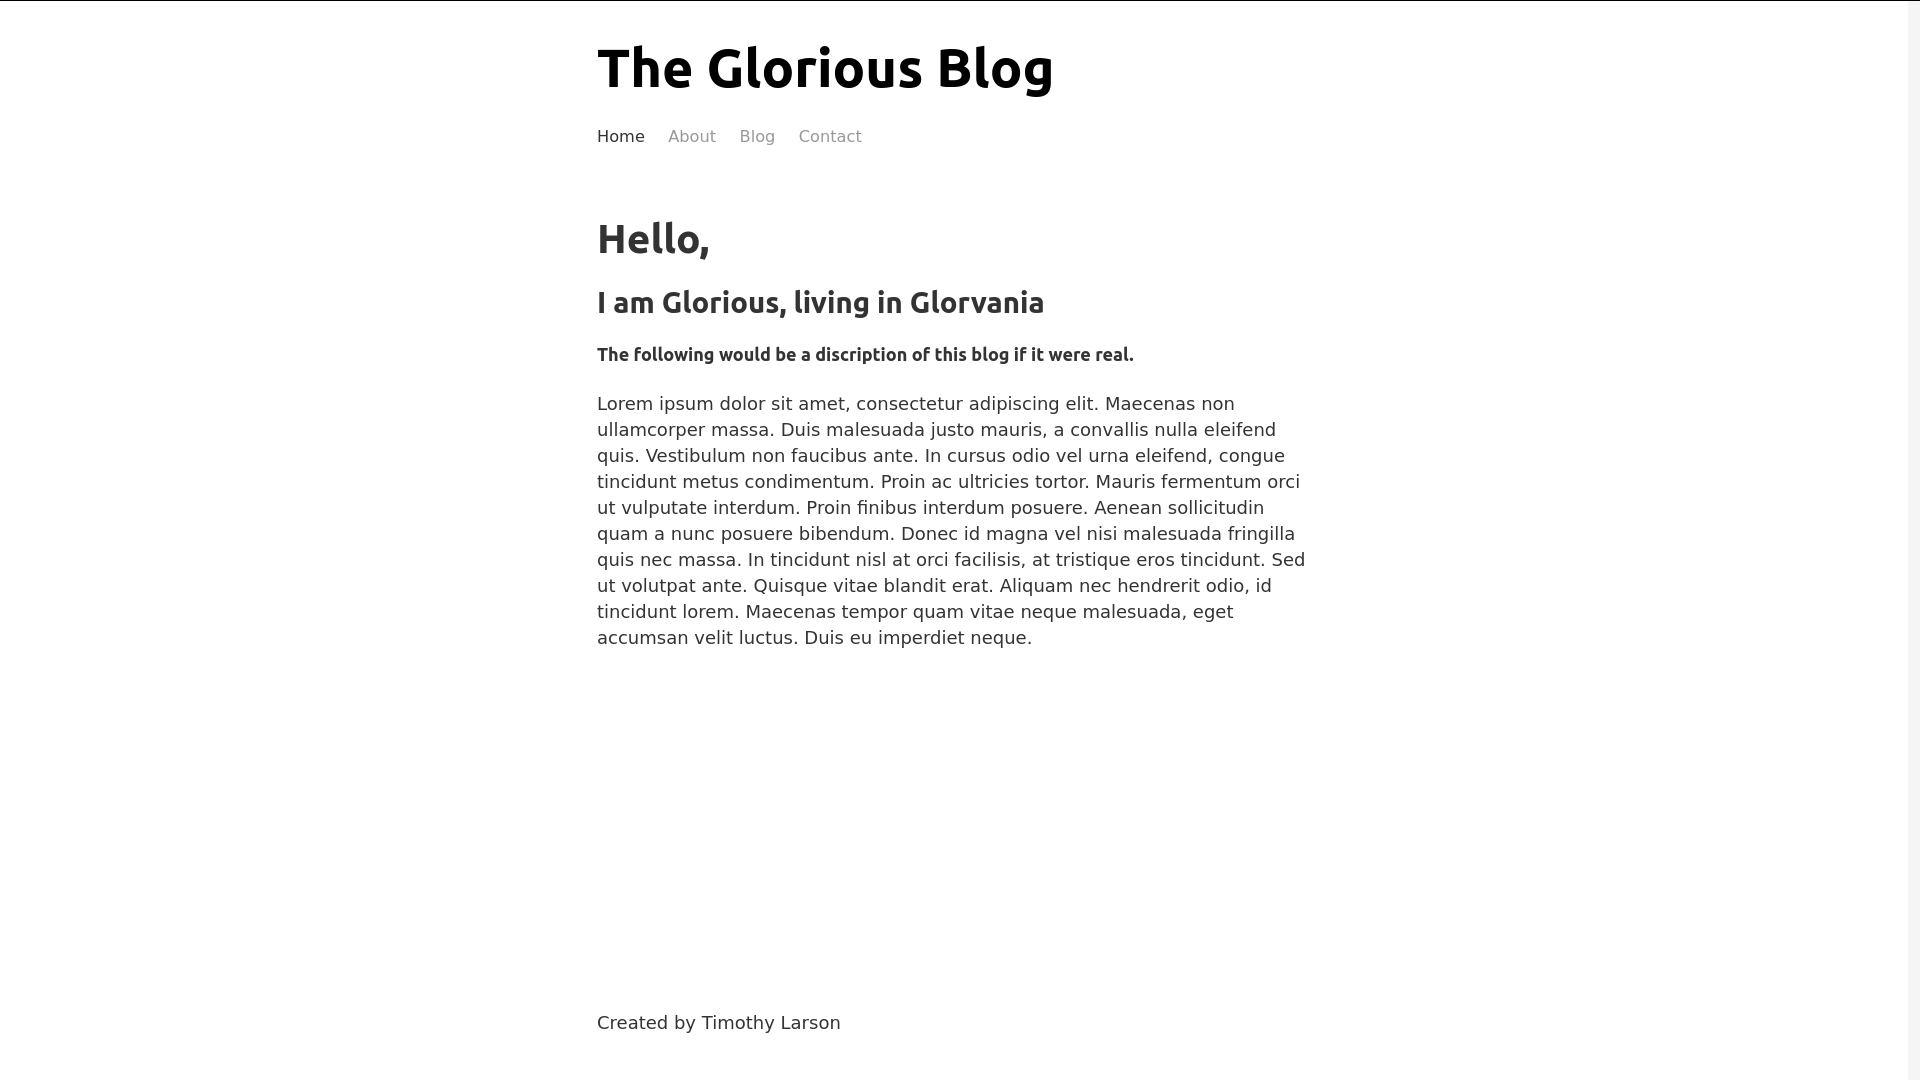 The Glorious Blog
Home About Blog Contact
Hello,
I am Glorious, living in Glorvania
The following would be a discription of this blog if it were real.
Lorem ipsum dolor sit amet, consectetur adipiscing elit. Maecenas non
ullamcorper massa. Duis malesuada justo mauris, a convallis nulla eleifend
quis. Vestibulum non faucibus ante. In cursus odio vel urna eleifend, congue
tincidunt metus condimentum. Proin ac ultricies tortor. Mauris fermentum orci
ut vulputate interdum. Proin finibus interdum posuere. Aenean sollicitudin
quam a nunc posuere bibendum. Donec id magna vel nisi malesuada fringilla
quis nec massa. In tincidunt nisl at orci facilisis, at tristique eros tincidunt. Sed
ut volutpat ante. Quisque vitae blandit erat. Aliquam nec hendrerit odio, id
tincidunt lorem. Maecenas tempor quam vitae neque malesuada, eget
accumsan velit luctus. Duis eu imperdiet neque.
Created by Timothy Larson